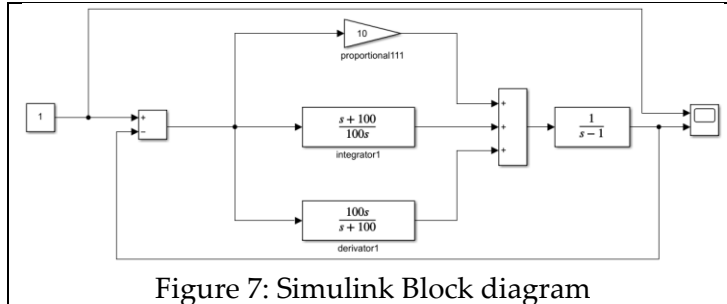 10
proportional111
1
+
−
s + 100
100s
integrator1
+
+
+
1
s − 1
100s
s + 100
derivator1
Figure 7: Simulink Block diagram